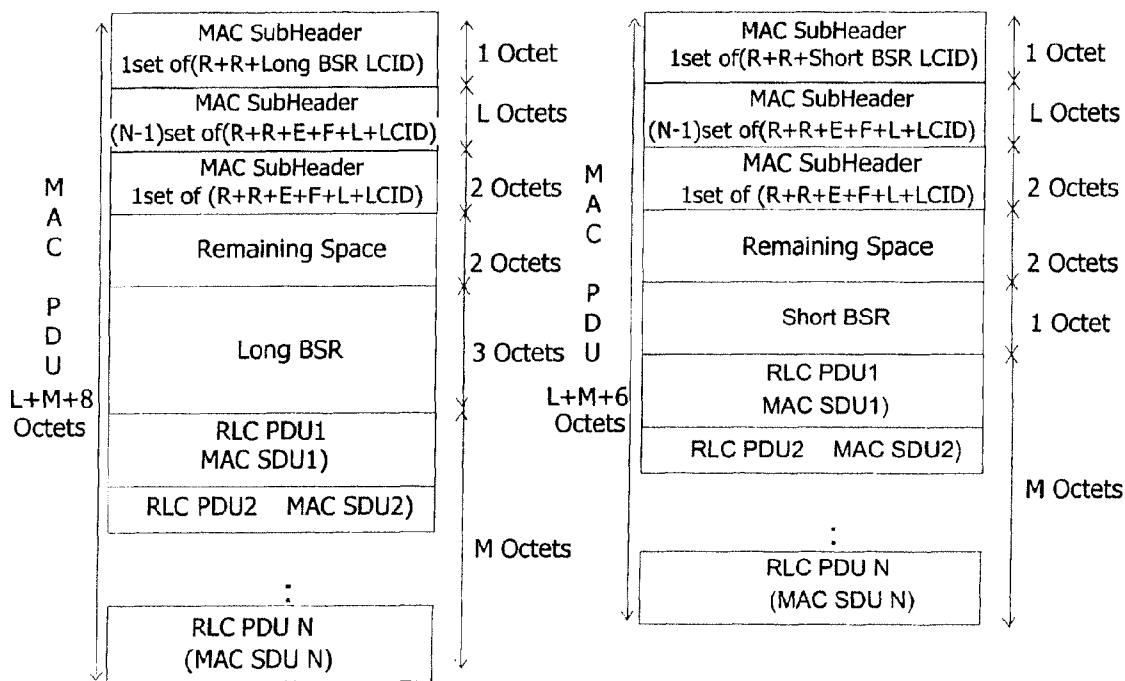 MAC SubHeader
1set of(R+R+Long BSR LCID)
1 Octet
MAC SubHeader
(N-1)set of(R+R+E+F+L+LCID)
L Octets
MAC SubHeader
1set of (R+R+E+F+L+LCID)
2 Octets
Remaining Space
2 Octets
Long BSR
3 Octets
RLC PDU1
MAC SDU1)
RLC PDU2 MAC SDU2)
M Octets
:
RLC PDU N
(MAC SDU N)
M
A
C
P
D
U
L+M+8
Octets
MAC SubHeader
1set of(R+R+Short BSR LCID)
1 Octet
MAC SubHeader
(N-1)set of(R+R+E+F+L+LCID)
L Octets
MAC SubHeader
1set of (R+R+E+F+L+LCID)
2 Octets
Remaining Space
2 Octets
Short BSR
1 Octet
RLC PDU1
MAC SDU1)
RLC PDU2 MAC SDU2)
M Octets
:
RLC PDU N
(MAC SDU N)
M
A
C
P
D
U
L+M+6
Octets